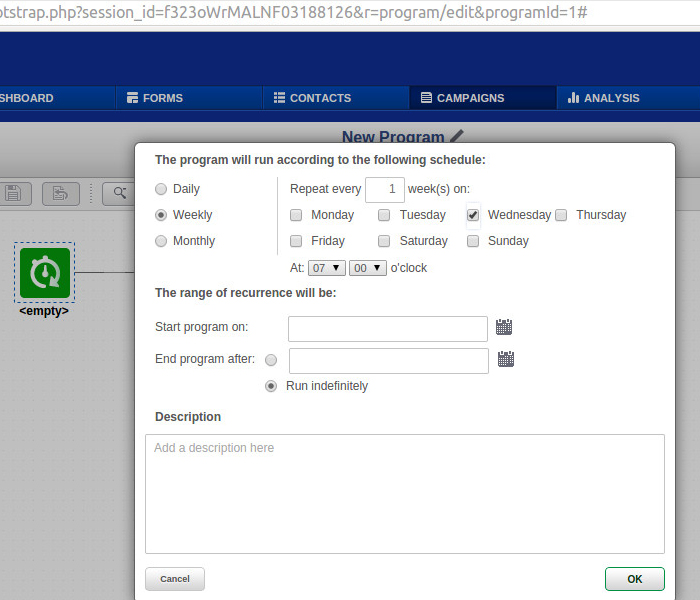 otstrap.php?session_id=f323oWrMALNF03188126&r=program/edit&programId=1#
SHBOARD FORMS CONTACTS CAMPAIGNS ANALYSIS
New Program
The program will run according to the following schedule:
Daily Repeat every 1 week(s) on:
Weekly Monday Tuesday Wednesday Thursday
Monthly Friday Saturday Sunday
At: 07 00 o'clock
<empty>
The range of recurrence will be:
Start program on:
End program after:
Run indefinitely
Description
Add a description here
Cancel OK